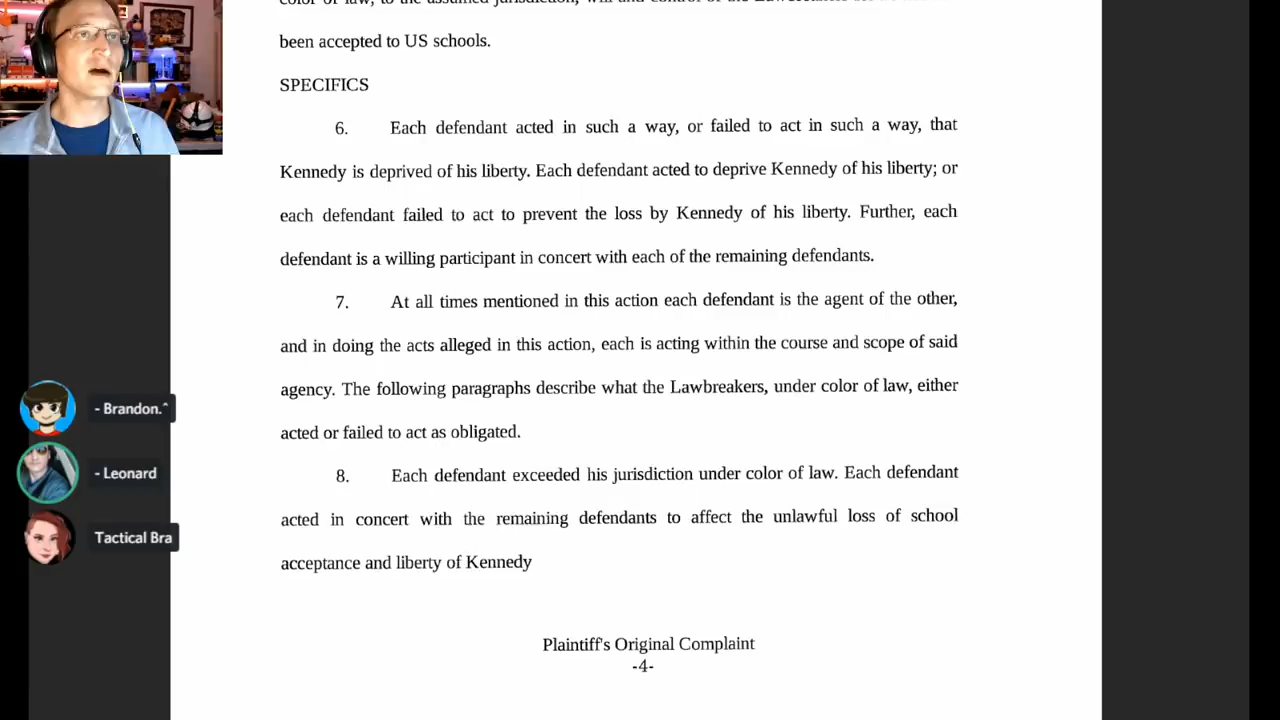 been accepted to US schools.
SPECIFICS
6. Each defendant acted in such a way, or failed to act in such a way, that
Kennedy is deprived of his liberty. Each defendant acted to deprive Kennedy of his liberty; or
each defendant failed to act to prevent the loss by Kennedy of his liberty. Further, each
defendant is a willing participant in concert with each of the remaining defendants.
7. At all times mentioned in this action each defendant is the agent of the other,
and in doing the acts alleged in this action, each is acting within the course and scope of said
agency. The following paragraphs describe what the Lawbreakers, under color of law, either
acted or failed to act as obligated.
8. Each defendant exceeded his jurisdiction under color of law. Each defendant
acted in concert with the remaining defendants to affect the unlawful loss of school
acceptance and liberty of Kennedy
Plaintiff's Original Complaint
-4-
- Brandon.^
- Leonard
Tactical Bra